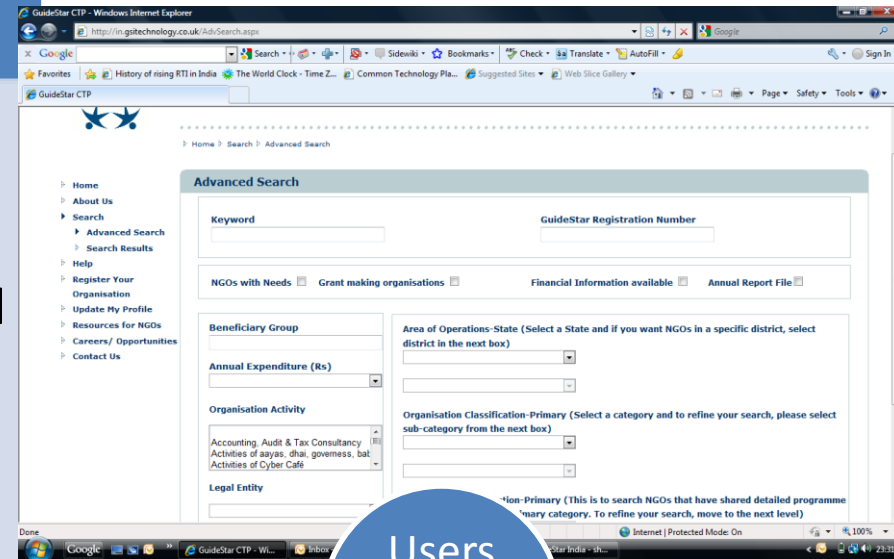 GuideStar CTP - Windows Internet Explorer
http://in.gsitechnology.co.uk/AdvSearch.aspx
Google
x Google Search Sidewiki Bookmarks Check Translate AutoFill Sign In
Favorites History of rising RTI in India The World Clock - Time Z... Common Technology Pla... Suggested Sites Web Slice Gallery
GuideStar CTP Page Safety Tools
Home Search Advanced Search
Home
About Us
Search
Advanced Search
Search Results
Help
Register Your
Organisation
Update My Profile
Resources for NGOs
Careers/ Opportunities
Contact Us
Advanced Search
Keyword GuideStar Registration Number
NGOs with Needs Grant making organisations Financial Information available Annual Report File
Beneficiary Group
Annual Expenditure (Rs)
Organisation Activity
Accounting, Audit & Tax Consultancy
Activities of aayas, dhai, governess, bab
Activities of Cyber Café
Legal Entity
Area of Operations-State (Select a State and if you want NGOs in a specific district, select
district in the next box)
Organisation Classification-Primary (Select a category and to refine your search, please select
sub-category from the next box)
tion-Primary (This is to search NGOs that have shared detailed programme
imary category. To refine your search, move to the next level)
Users
Done Internet | Protected Mode: On 100%
Google GuideStar CTP - Wi... Inbox Star India - sh...